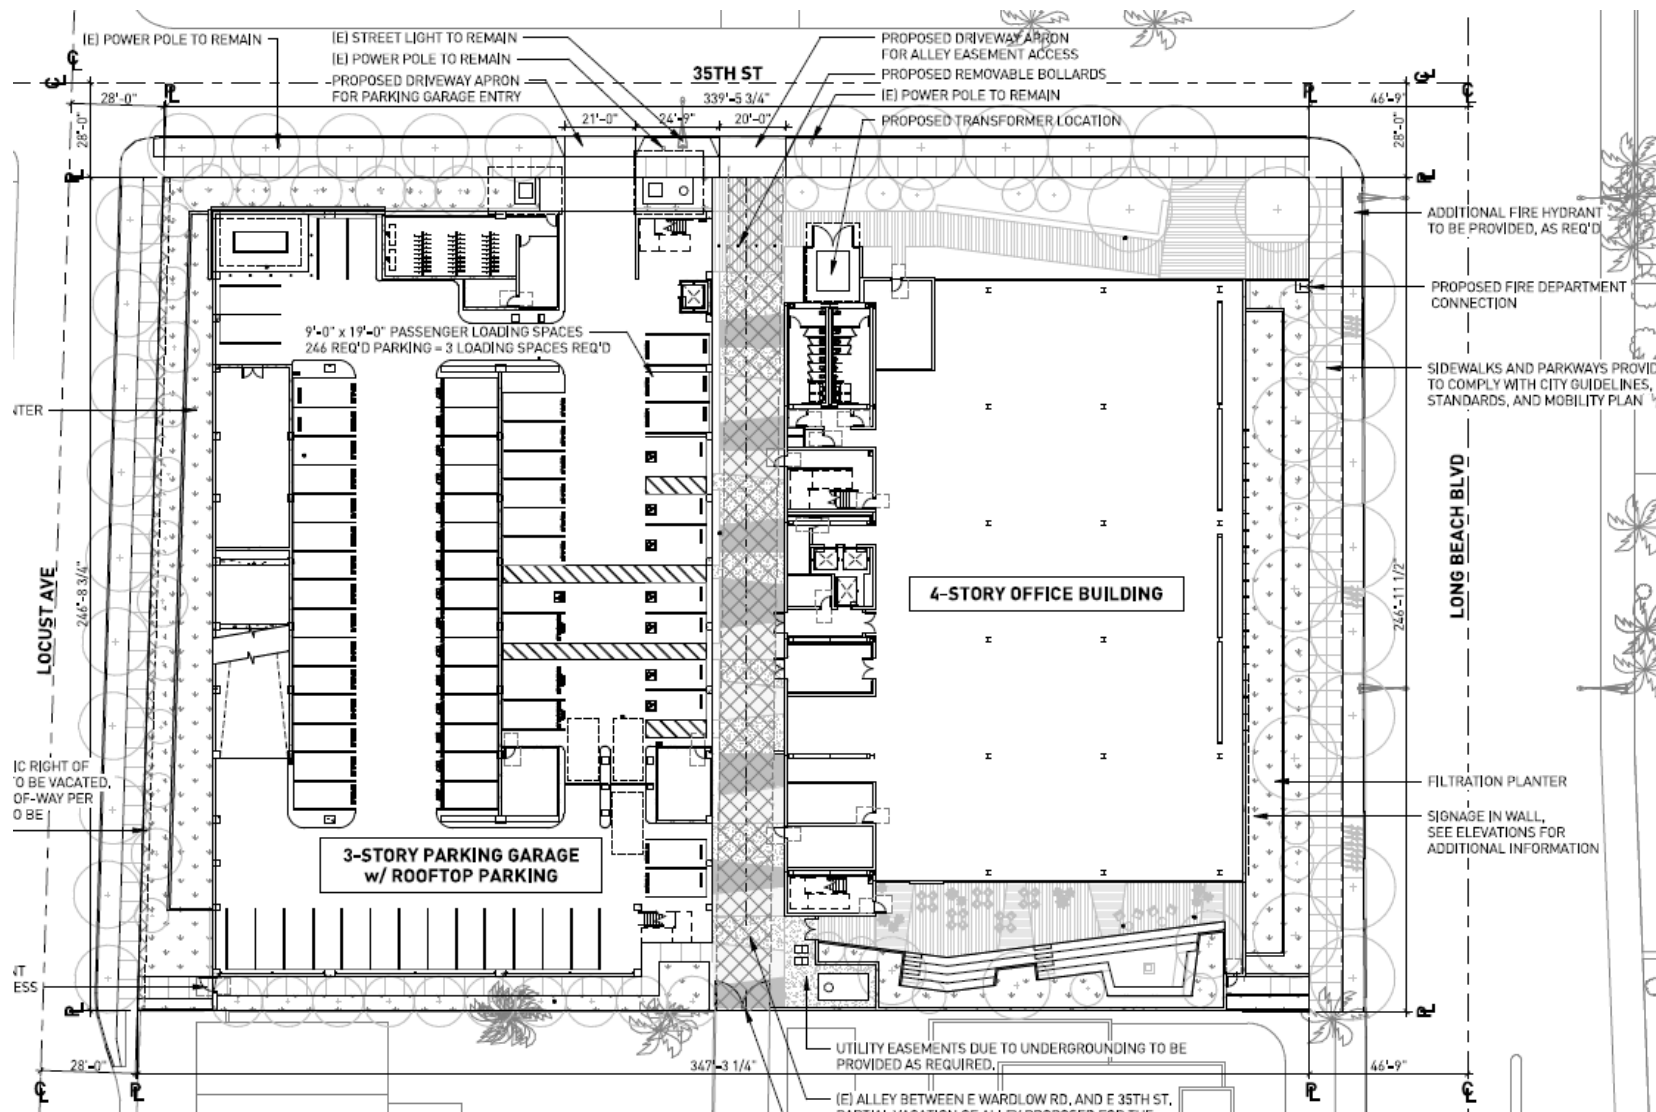 (E) POWER POLE TO REMAIN
(E) STREET LIGHT TO REMAIN
(E) POWER POLE TO REMAIN
PROPOSED DRIVEWAY APRON
FOR PARKING GARAGE ENTRY
35TH ST
339'-5 3/4"
PROPOSED DRIVEWAY APRON
FOR ALLEY EASEMENT ACCESS
PROPOSED REMOVABLE BOLLARDS
(E) POWER POLE TO REMAIN
PROPOSED TRANSFORMER LOCATION
28'-0"
28'-0"
21'-0"
24'-9"
20'-0"
46'-9"
28'-0"
ADDITIONAL FIRE HYDRANT
TO BE PROVIDED, AS REQ'D
PROPOSED FIRE DEPARTMENT
CONNECTION
9'-0" x 19'-0" PASSENGER LOADING SPACES
246 REQ'D PARKING = 3 LOADING SPACES REQ'D
SIDEWALKS AND PARKWAYS PROVID
TO COMPLY WITH CITY GUIDELINES,
STANDARDS, AND MOBILITY PLAN
NTER
LOCUST AVE
246'-8 3/4"
4-STORY OFFICE BUILDING
246'-11 1/2"
LONG BEACH BLVD
IC RIGHT OF
O BE VACATED,
OF-WAY PER
O BE
FILTRATION PLANTER
SIGNAGE IN WALL,
SEE ELEVATIONS FOR
ADDITIONAL INFORMATION
3-STORY PARKING GARAGE
w/ ROOFTOP PARKING
NT
ESS
UTILITY EASEMENTS DUE TO UNDERGROUNDING TO BE
PROVIDED AS REQUIRED.
28'-0"
347'-3 1/4"
46'-9"
(E) ALLEY BETWEEN E WARDLOW RD, AND E 35TH ST,
PARTIAL VACATION OF ALLEY PROPOSED FOR THE